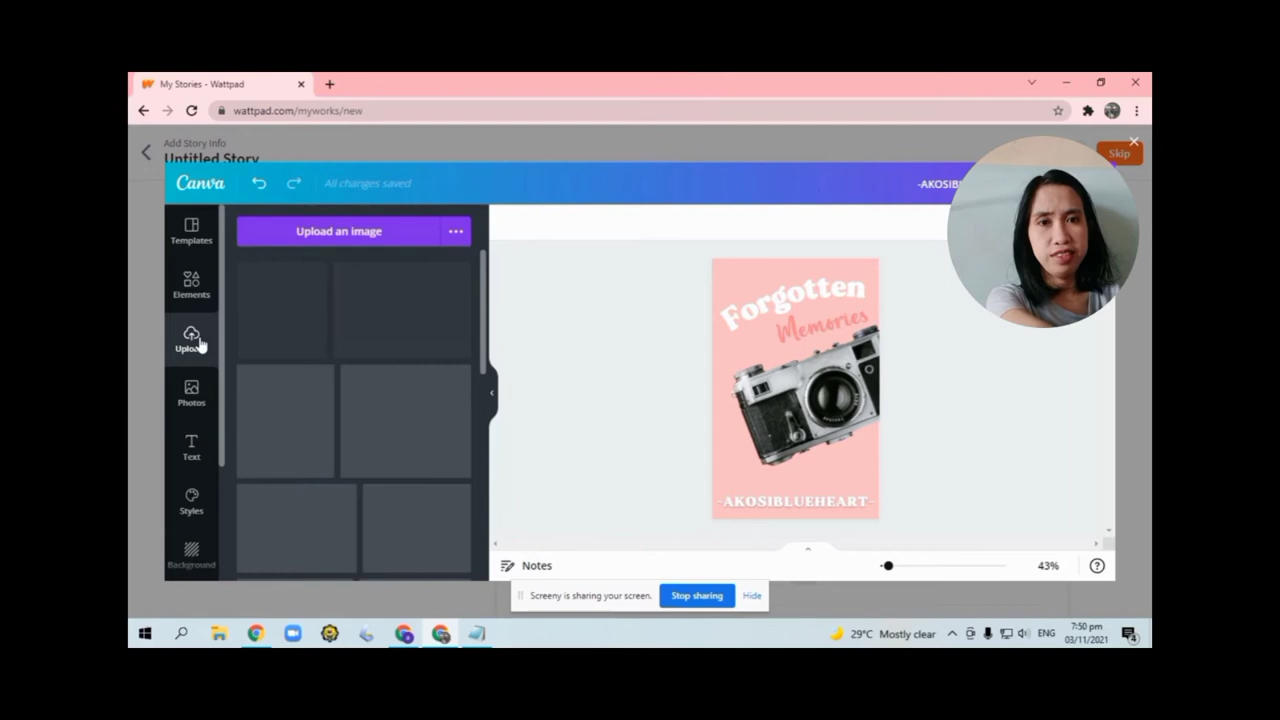 My Stories - Wattpad
wattpad.com/myworks/new
Add Story Info
Untitled Story
Skip
Canva
All changes saved
-AKOSIB
Templates
Elements
Photos
Text
Styles
Background
Upload an image
Forgotten
Memories
-AKOSIBLUEHEART-
Notes
43%
Screeny is sharing your screen.
Stop sharing
Hide
29°C Mostly clear
ENG
7:50 pm
03/11/2021
4